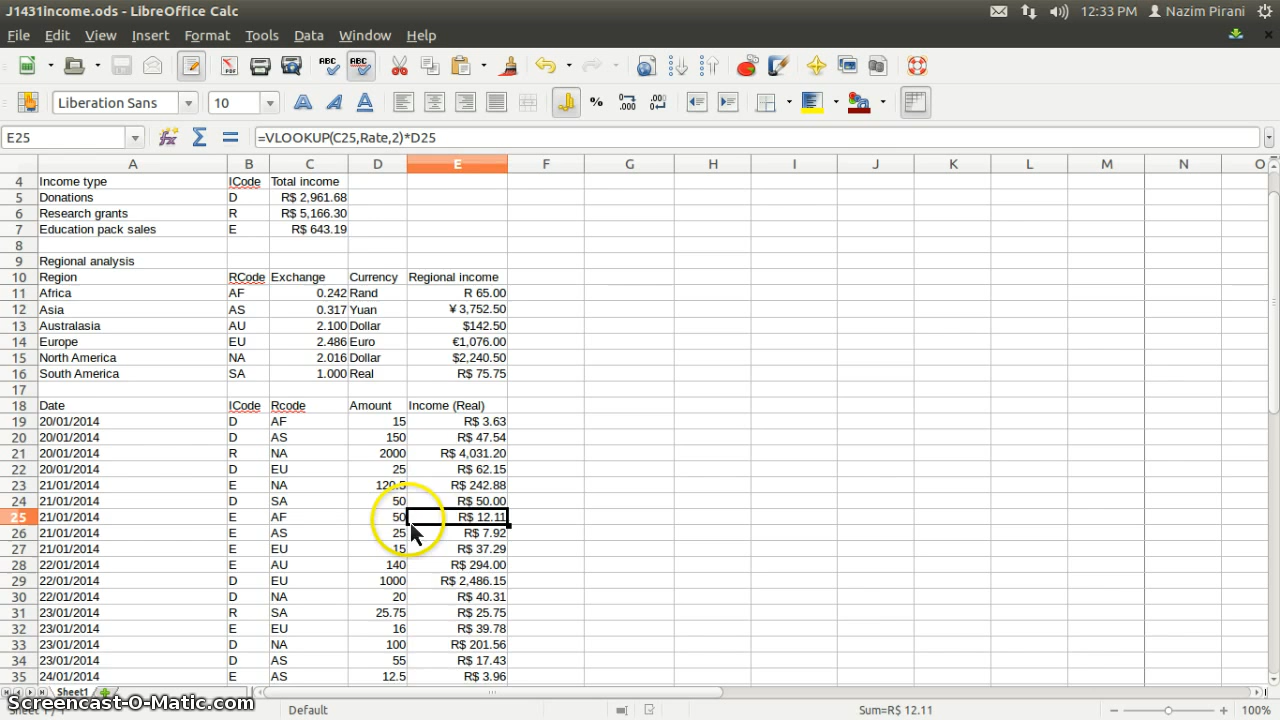 J1431income.ods - LibreOffice Calc
12:33 PM Nazim Pirani
File Edit View Insert Format Tools Data Window Help
Liberation Sans 10
E25 =VLOOKUP(C25,Rate,2)*D25
A B C D E F G H I J K L M N O
4 Income type ICode Total income
5 Donations D R$ 2,961.68
6 Research grants R R$ 5,166.30
7 Education pack sales E R$ 643.19
8
9 Regional analysis
10 Region RCode Exchange Currency Regional income
11 Africa AF 0.242 Rand R 65.00
12 Asia AS 0.317 Yuan ¥ 3,752.50
13 Australasia AU 2.100 Dollar $142.50
14 Europe EU 2.486 Euro €1,076.00
15 North America NA 2.016 Dollar $2,240.50
16 South America SA 1.000 Real R$ 75.75
17
18 Date ICode Rcode Amount Income (Real)
19 20/01/2014 D AF 15 R$ 3.63
20 20/01/2014 D AS 150 R$ 47.54
21 20/01/2014 R NA 2000 R$ 4,031.20
22 20/01/2014 D EU 25 R$ 62.15
23 21/01/2014 E NA 120.5 R$ 242.88
24 21/01/2014 D SA 50 R$ 50.00
25 21/01/2014 E AF 50 R$ 12.11
26 21/01/2014 E AS 25 R$ 7.92
27 21/01/2014 E EU 15 R$ 37.29
28 22/01/2014 E AU 140 R$ 294.00
29 22/01/2014 D EU 1000 R$ 2,486.15
30 22/01/2014 D NA 20 R$ 40.31
31 23/01/2014 R SA 25.75 R$ 25.75
32 23/01/2014 E EU 16 R$ 39.78
33 23/01/2014 D NA 100 R$ 201.56
34 23/01/2014 D AS 55 R$ 17.43
35 24/01/2014 E AS 12.5 R$ 3.96
Sheet1
Screencast-O-Matic.com
Default Sum=R$ 12.11 100%